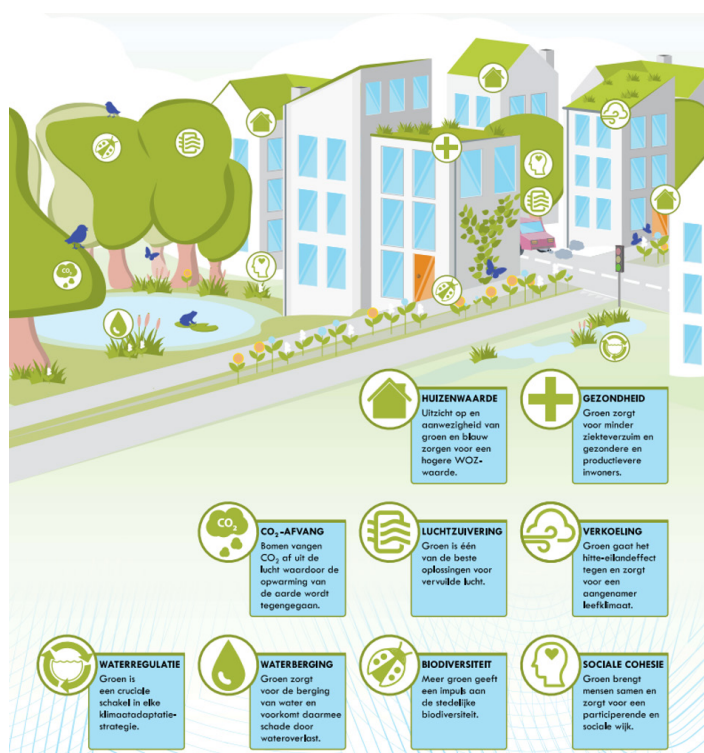 CO₂
HUIZENWAARDE
Uitzicht op en
aanwezigheid van
groen en blauw
zorgen voor een
hogere WOZ-
waarde.
GEZONDHEID
Groen zorgt
voor minder
ziekteverzuim en
gezondere en
productievere
inwoners.
CO₂
CO₂-AFVANG
Bomen vangen
CO₂ af uit de
lucht waardoor de
opwarming van
de aarde wordt
tegengegaan.
LUCHTZUIVERING
Groen is één
van de beste
oplossingen voor
vervuilde lucht.
VERKOELING
Groen gaat het
hitte-eilandeffect
tegen en zorgt
voor een
aangenamer
leefklimaat.
WATERREGULATIE
Groen is
een cruciale
schakel in elke
klimaatadaptatie-
strategie.
WATERBERGING
Groen zorgt
voor de berging
van water en
voorkomt daarmee
schade door
wateroverlast.
BIODIVERSITEIT
Meer groen geeft
een impuls aan
de stedelijke
biodiversiteit.
SOCIALE COHESIE
Groen brengt
mensen samen en
zorgt voor een
participerende en
sociale wijk.